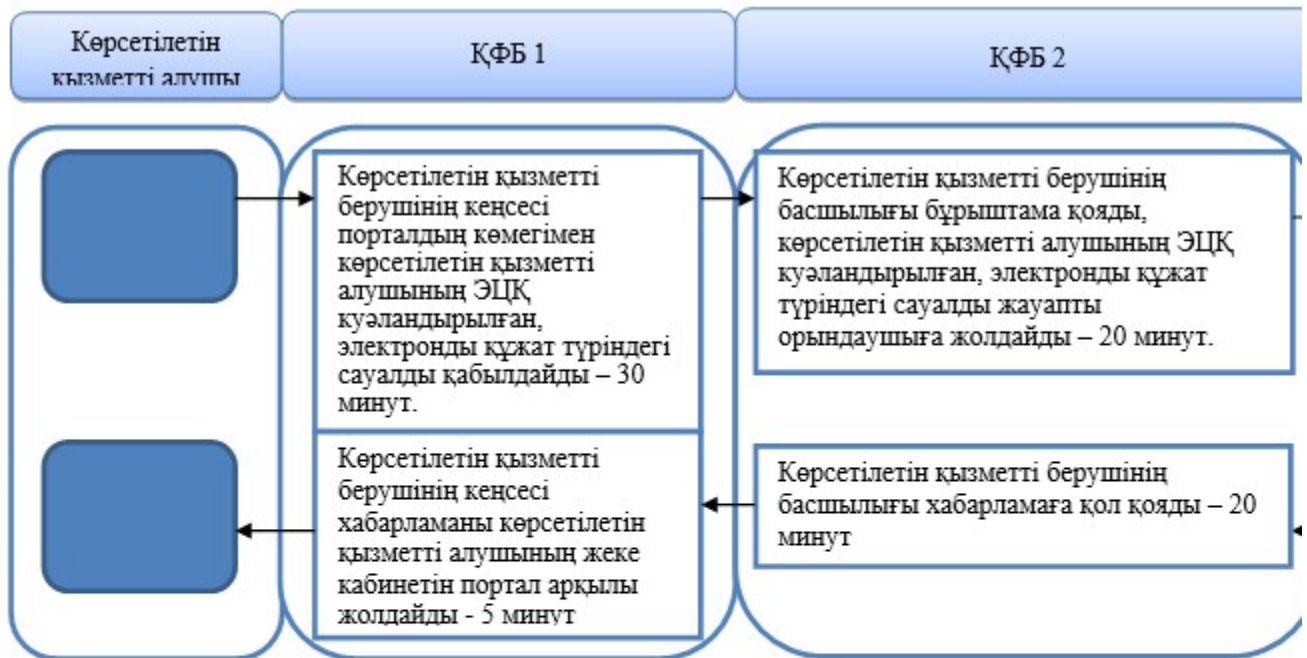 Көрсетілетін
қызметті алушы
ҚФБ 1
ҚФБ 2
Көрсетілетін қызметті
берушінің кеңсесі
порталдың көмегімен
көрсетілетін қызметті
алушының ЭЦҚ
куәландырылған,
электронды құжат түріндегі
сауалды қабылдайды – 30
минут.
Көрсетілетін қызметті берушінің
басшылығы бұрыштама қояды,
көрсетілетін қызметті алушының ЭЦҚ
куәландырылған, электронды құжат
түріндегі сауалды жауапты
орындаушыға жолдайды – 20 минут.
Көрсетілетін қызметті
берушінің кеңсесі
хабарламаны көрсетілетін
қызметті алушының жеке
кабинетін портал арқылы
жолдайды - 5 минут
Көрсетілетін қызметті берушінің
басшылығы хабарламаға қол қояды – 20
минут